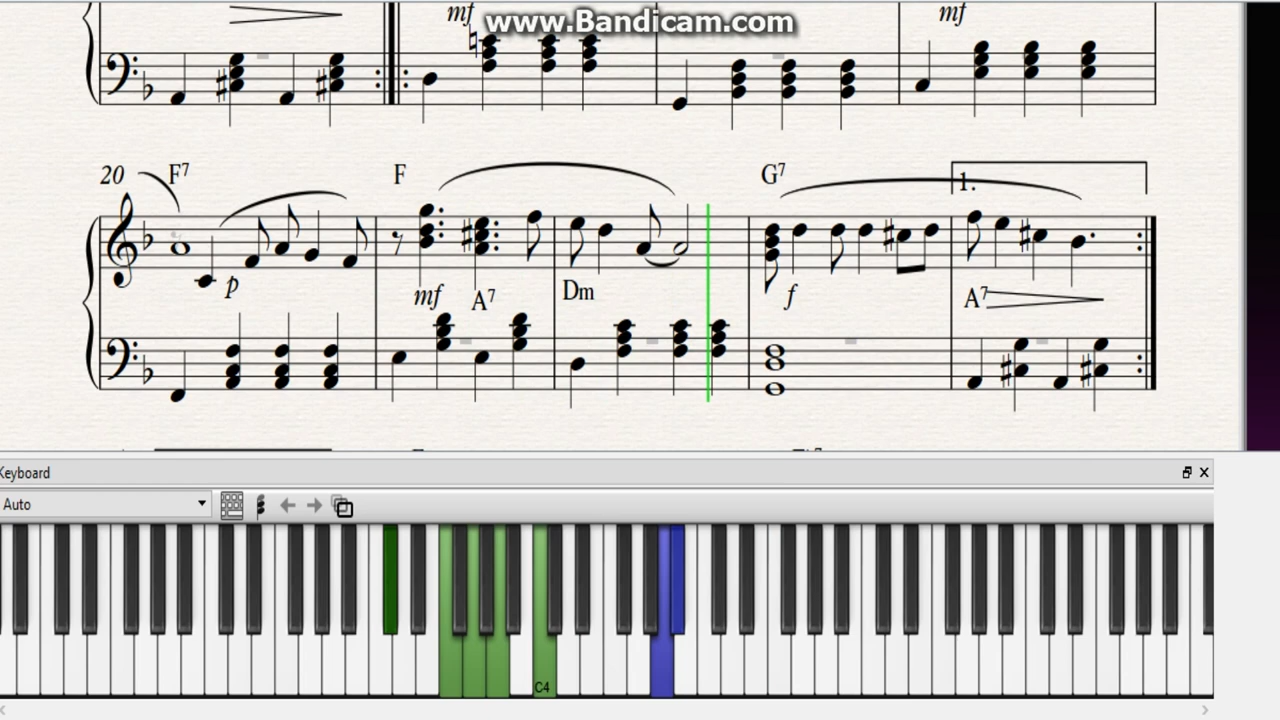 mf
www.Bandicam.com
mf
20 F7 F G7 1.
p mf A7 Dm f A7
Keyboard
Auto
C4